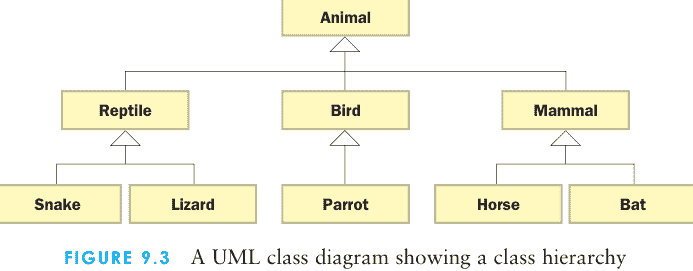 Animal
Reptile Bird Mammal
Snake Lizard Parrot Horse Bat
FIGURE 9.3 A UML class diagram showing a class hierarchy